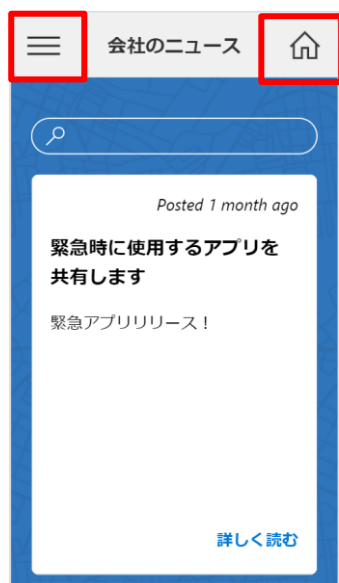 会社のニュース
Posted 1 month ago
緊急時に使用するアプリを
共有します
緊急アプリリリース！
詳しく読む